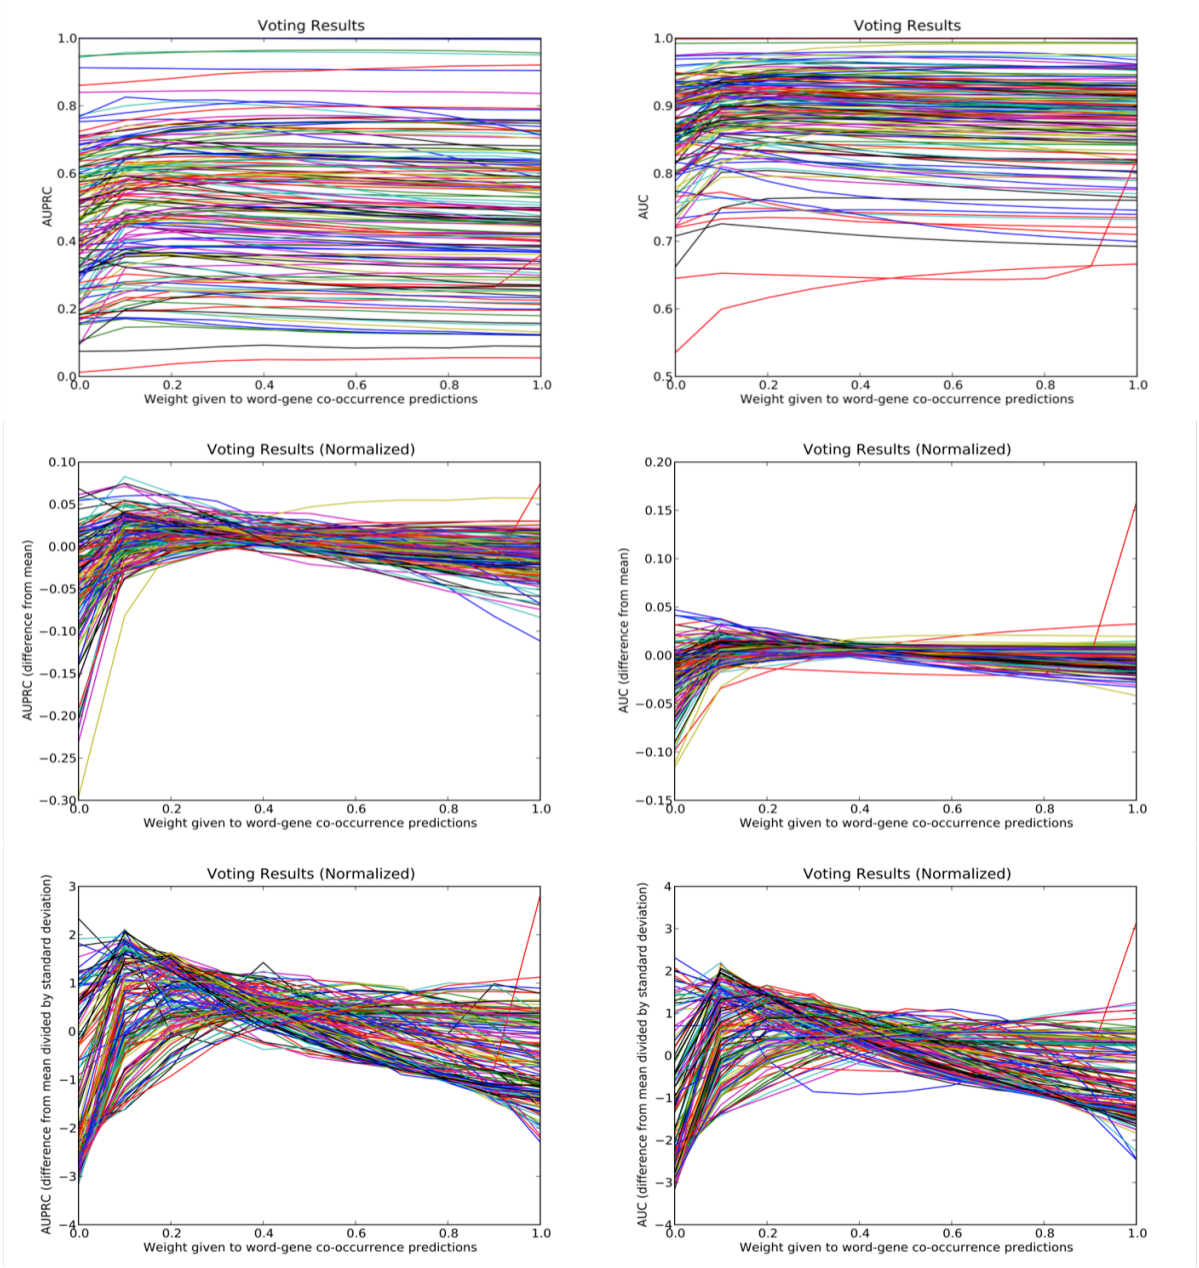 Voting Results
1.0
0.8
0.6
0.4
0.2
0.0
AUPRC
0.0 0.2 0.4 0.6 0.8 1.0
Weight given to word-gene co-occurrence predictions
Voting Results
1.0
0.9
0.8
0.7
0.6
0.5
AUC
0.0 0.2 0.4 0.6 0.8 1.0
Weight given to word-gene co-occurrence predictions
Voting Results (Normalized)
0.10
0.05
0.00
−0.05
−0.10
−0.15
−0.20
−0.25
−0.30
AUPRC (difference from mean)
0.0 0.2 0.4 0.6 0.8 1.0
Weight given to word-gene co-occurrence predictions
Voting Results (Normalized)
0.20
0.15
0.10
0.05
0.00
−0.05
−0.10
−0.15
AUC (difference from mean)
0.0 0.2 0.4 0.6 0.8 1.0
Weight given to word-gene co-occurrence predictions
Voting Results (Normalized)
3
2
1
0
−1
−2
−3
−4
AUPRC (difference from mean divided by standard deviation)
0.0 0.2 0.4 0.6 0.8 1.0
Weight given to word-gene co-occurrence predictions
Voting Results (Normalized)
4
3
2
1
0
−1
−2
−3
−4
AUC (difference from mean divided by standard deviation)
0.0 0.2 0.4 0.6 0.8 1.0
Weight given to word-gene co-occurrence predictions